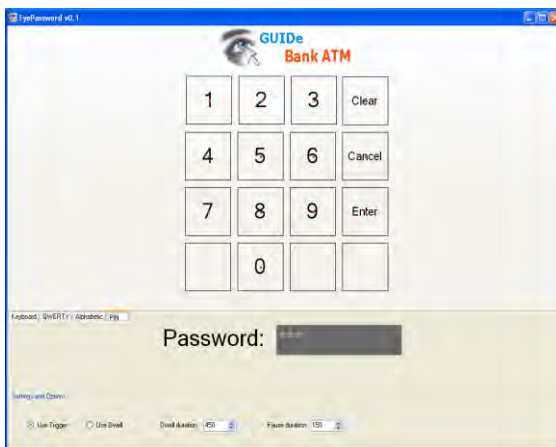 EyePassword v0.1
GUIDe
Bank ATM
1 2 3 Clear
4 5 6 Cancel
7 8 9 Enter
0
Keyboard: QWERTY Alphabetic PIN
Password: ***
Settings and Options
Use Trigger Use Dwell Dwell duration: 450 Pause duration: 150